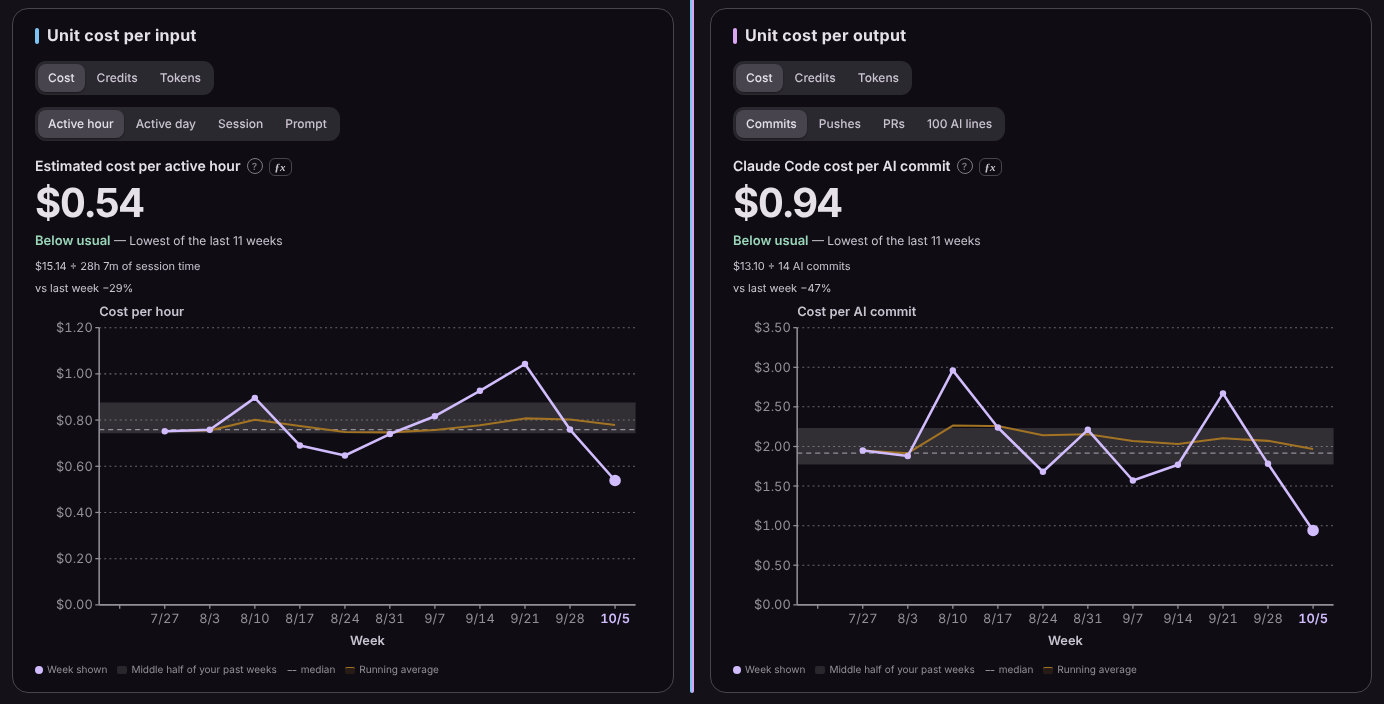 Unit cost per input
Cost Credits Tokens
Active hour Active day Session Prompt
Estimated cost per active hour ? ƒx
$0.54
Below usual — Lowest of the last 11 weeks
$15.14 ÷ 28h 7m of session time
vs last week −29%
Cost per hour
$1.20
$1.00
$0.80
$0.60
$0.40
$0.20
$0.00
7/27 8/3 8/10 8/17 8/24 8/31 9/7 9/14 9/21 9/28 10/5
Week
Week shown Middle half of your past weeks median Running average
Unit cost per output
Cost Credits Tokens
Commits Pushes PRs 100 AI lines
Claude Code cost per AI commit ? ƒx
$0.94
Below usual — Lowest of the last 11 weeks
$13.10 ÷ 14 AI commits
vs last week −47%
Cost per AI commit
$3.50
$3.00
$2.50
$2.00
$1.50
$1.00
$0.50
$0.00
7/27 8/3 8/10 8/17 8/24 8/31 9/7 9/14 9/21 9/28 10/5
Week
Week shown Middle half of your past weeks median Running average